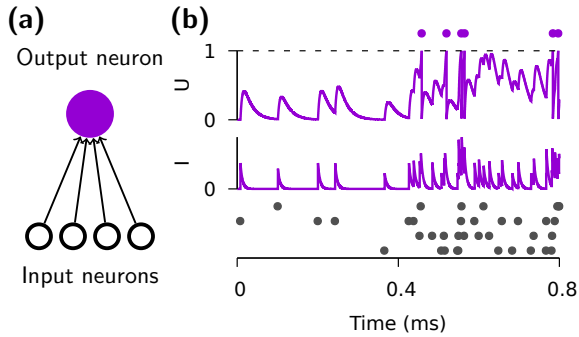 (a)
Output neuron
Input neurons
(b)
1
U
0
I
0
0 0.4 0.8
Time (ms)